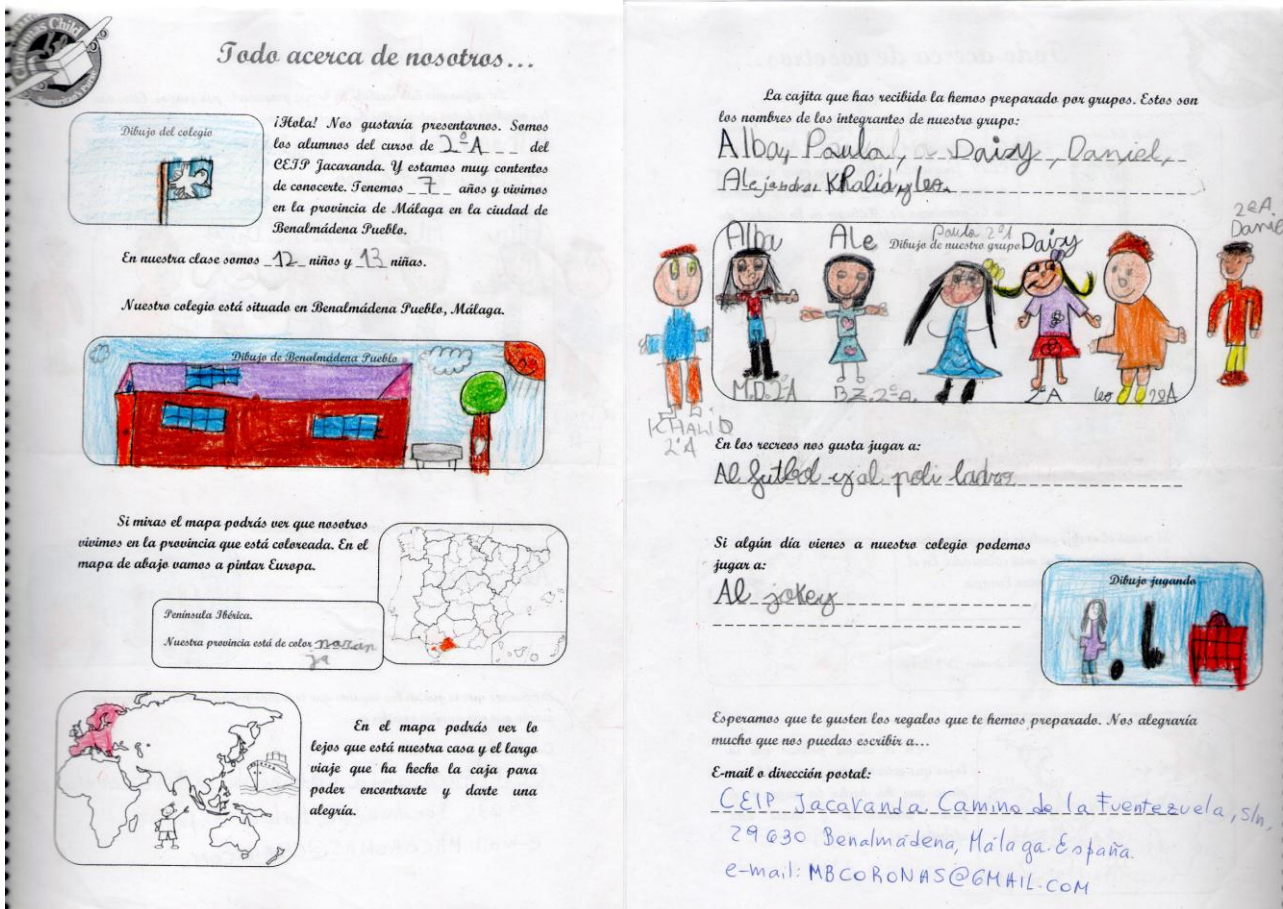 Christmas Child
Todo acerca de nosotros...
Dibujo del colegio
¡Hola! Nos gustaría presentarnos. Somos
los alumnos del curso de 2ºA del
CEIP Jacaranda. Y estamos muy contentos
de conocerte. Tenemos 7 años y vivimos
en la provincia de Málaga en la ciudad de
Benalmádena Pueblo.
En nuestra clase somos 12 niños y 13 niñas.
Nuestro colegio está situado en Benalmádena Pueblo, Málaga.
Dibujo de Benalmádena Pueblo
Si miras el mapa podrás ver que nosotros
vivimos en la provincia que está coloreada. En el
mapa de abajo vamos a pintar Europa.
Península Ibérica.
Nuestra provincia está de color naran
ja
En el mapa podrás ver lo
lejos que está nuestra casa y el largo
viaje que ha hecho la caja para
poder encontrarte y darte una
alegría.
La cajita que has recibido la hemos preparado por grupos. Estos son
los nombres de los integrantes de nuestro grupo:
Alba, Paula, Daizy, Daniel,
Alejandra Khalid y leo.
2ºA.
Daniel
Alba Ale Paula 2ºA Daizy
Dibujo de nuestro grupo
M.D.2ºA BZ.2ºA. 2A leo 2ºA
KHALID
2ºA
En los recreos nos gusta jugar a:
Al futbol y al poli ladron
Si algún día vienes a nuestro colegio podemos
jugar a:
Al jokey
Dibujo jugando
Esperamos que te gusten los regalos que te hemos preparado. Nos alegraría
mucho que nos puedas escribir a...
E-mail o dirección postal:
CEIP Jacaranda. Camino de la Fuentezuela, s/n.
29630 Benalmádena, Málaga. España.
e-mail: MBCORONAS@GMAIL.COM